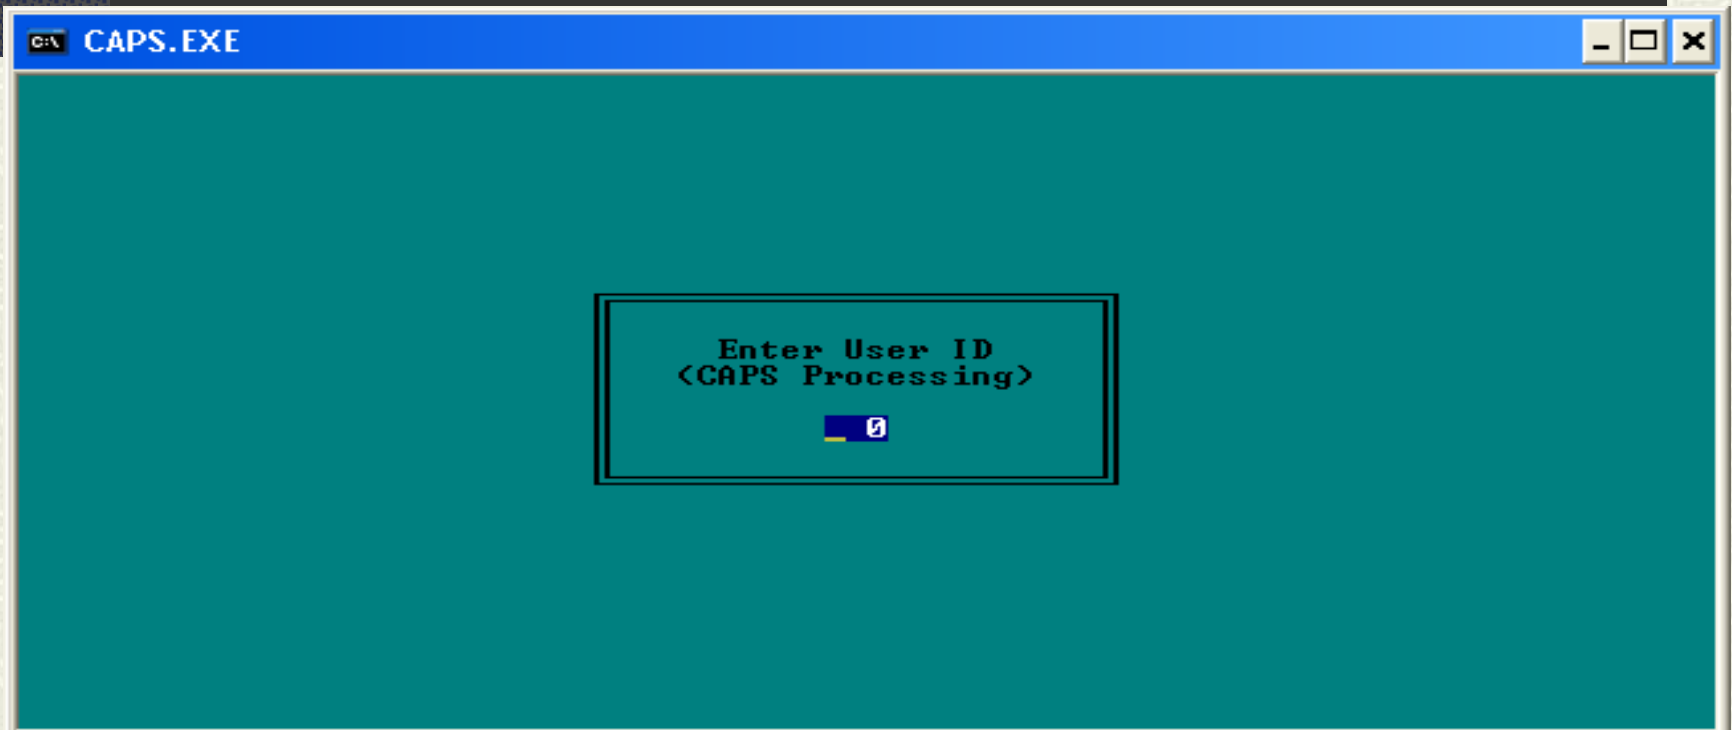 C:\ CAPS.EXE
Enter User ID
(CAPS Processing)
0